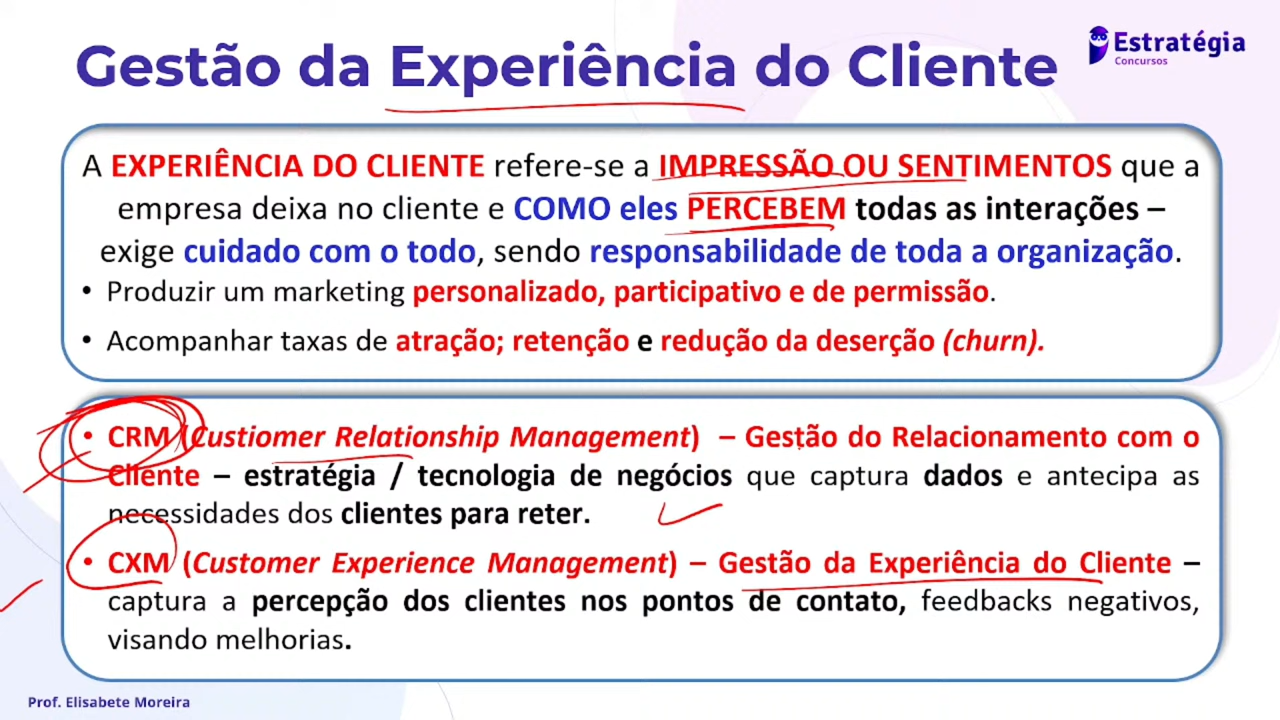 Gestão da Experiência do Cliente
Estratégia
Concursos
A EXPERIÊNCIA DO CLIENTE refere-se a IMPRESSÃO OU SENTIMENTOS que a
empresa deixa no cliente e COMO eles PERCEBEM todas as interações –
exige cuidado com o todo, sendo responsabilidade de toda a organização.
• Produzir um marketing personalizado, participativo e de permissão.
• Acompanhar taxas de atração; retenção e redução da deserção (churn).
• CRM (Custiomer Relationship Management) – Gestão do Relacionamento com o
Cliente – estratégia / tecnologia de negócios que captura dados e antecipa as
necessidades dos clientes para reter.
• CXM (Customer Experience Management) – Gestão da Experiência do Cliente –
captura a percepção dos clientes nos pontos de contato, feedbacks negativos,
visando melhorias.
Prof. Elisabete Moreira